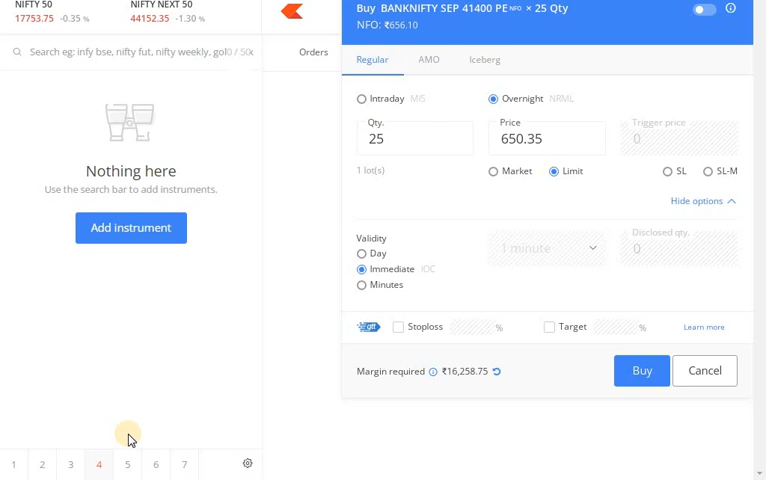 NIFTY 50
17753.75 -0.35 %
NIFTY NEXT 50
44152.35 -1.30 %
Search eg: infy bse, nifty fut, nifty weekly, gol
0 / 50
Orders
Nothing here
Use the search bar to add instruments.
Add instrument
1 2 3 4 5 6 7
Buy BANKNIFTY SEP 41400 PE NFO × 25 Qty
NFO: ₹656.10
Regular AMO Iceberg
Intraday MIS Overnight NRML
Qty. Price Trigger price
25 650.35 0
1 lot(s) Market Limit SL SL-M
Hide options
Validity
Day
Immediate IOC
Minutes
1 minute
Disclosed qty.
0
Stoploss % Target % Learn more
Margin required ₹16,258.75
Buy Cancel